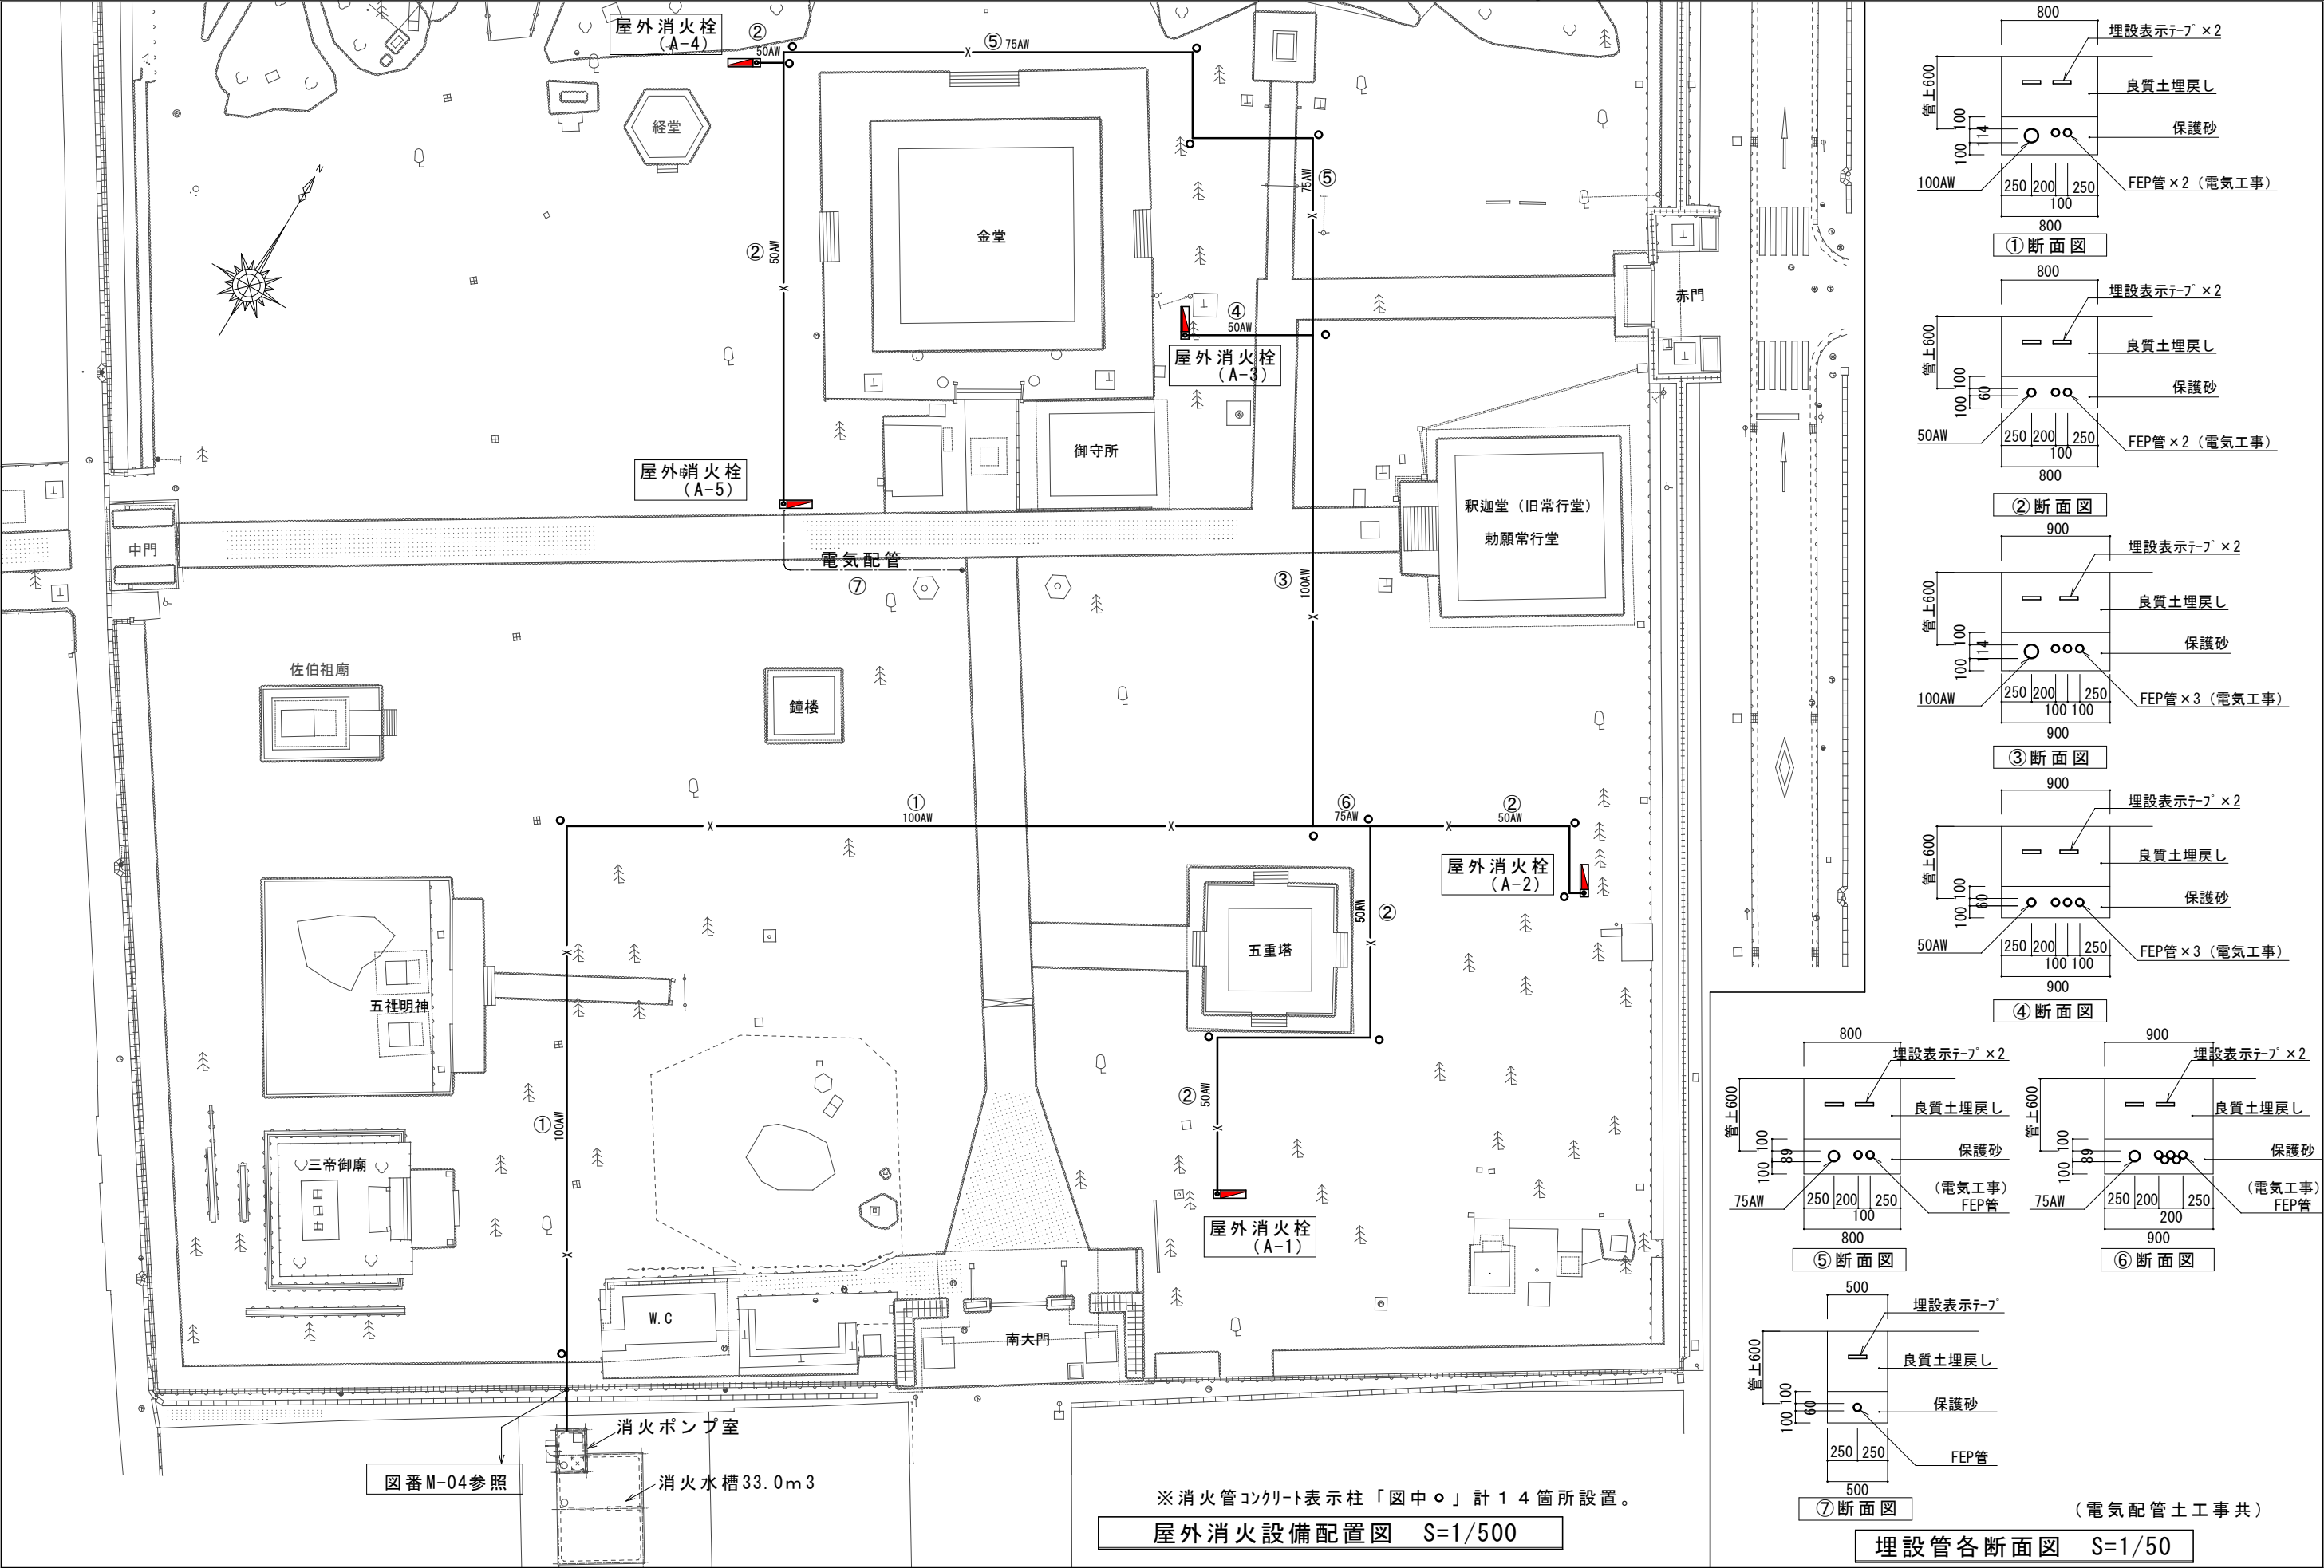 屋外消火栓
(A-4)
②
50AW
⑤ 75AW
経堂
N
金堂
② 50AW
75AW ⑤
④
50AW
屋外消火栓
(A-3)
赤門
屋外消火栓
(A-5)
御守所
釈迦堂（旧常行堂）
勅願常行堂
中門
電気配管
⑦
③ 100AW
佐伯祖廟
鐘楼
①
100AW
⑥
75AW
②
50AW
屋外消火栓
(A-2)
50AW ②
五重塔
五社明神
① 100AW
② 50AW
三帝御廟
屋外消火栓
(A-1)
W.C
南大門
消火ポンプ室
図番M-04参照
消火水槽33.0m3
※消火管コンクリート表示柱「図中 」計１４箇所設置。
屋外消火設備配置図　S=1/500
800
埋設表示テープ×2
管上600
良質土埋戻し
100
114
保護砂
100
100AW
250 200 250
FEP管×2（電気工事）
100
800
①断面図
800
埋設表示テープ×2
管上600
良質土埋戻し
100
60
保護砂
100
50AW
250 200 250
FEP管×2（電気工事）
100
800
②断面図
900
埋設表示テープ×2
管上600
良質土埋戻し
100
114
保護砂
100
100AW
250 200 250
FEP管×3（電気工事）
100 100
900
③断面図
900
埋設表示テープ×2
管上600
良質土埋戻し
100
60
保護砂
100
50AW
250 200 250
FEP管×3（電気工事）
100 100
900
④断面図
800
埋設表示テープ×2
管上600
良質土埋戻し
100
89
保護砂
100
（電気工事）
75AW
250 200 250
FEP管
100
800
⑤断面図
900
埋設表示テープ×2
管上600
良質土埋戻し
100
89
保護砂
100
（電気工事）
75AW
250 200 250
FEP管
200
900
⑥断面図
500
埋設表示テープ
管上600
良質土埋戻し
100
60
保護砂
100
250 250
FEP管
500
⑦断面図
（電気配管土工事共）
埋設管各断面図　S=1/50